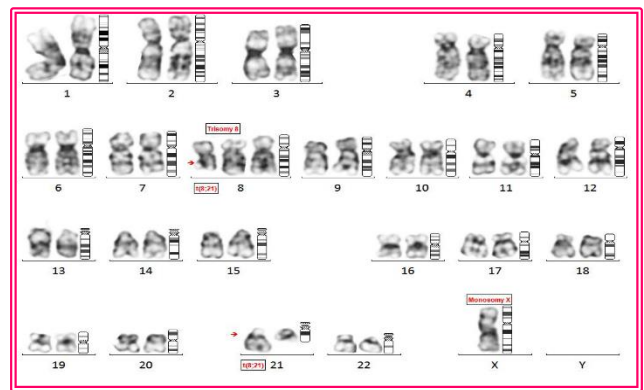 1 2 3 4 5
Trisomy 8
6 7 8 9 10 11 12
t(8;21)
13 14 15 16 17 18
Monosomy X
19 20 21 22 X Y
t(8;21)